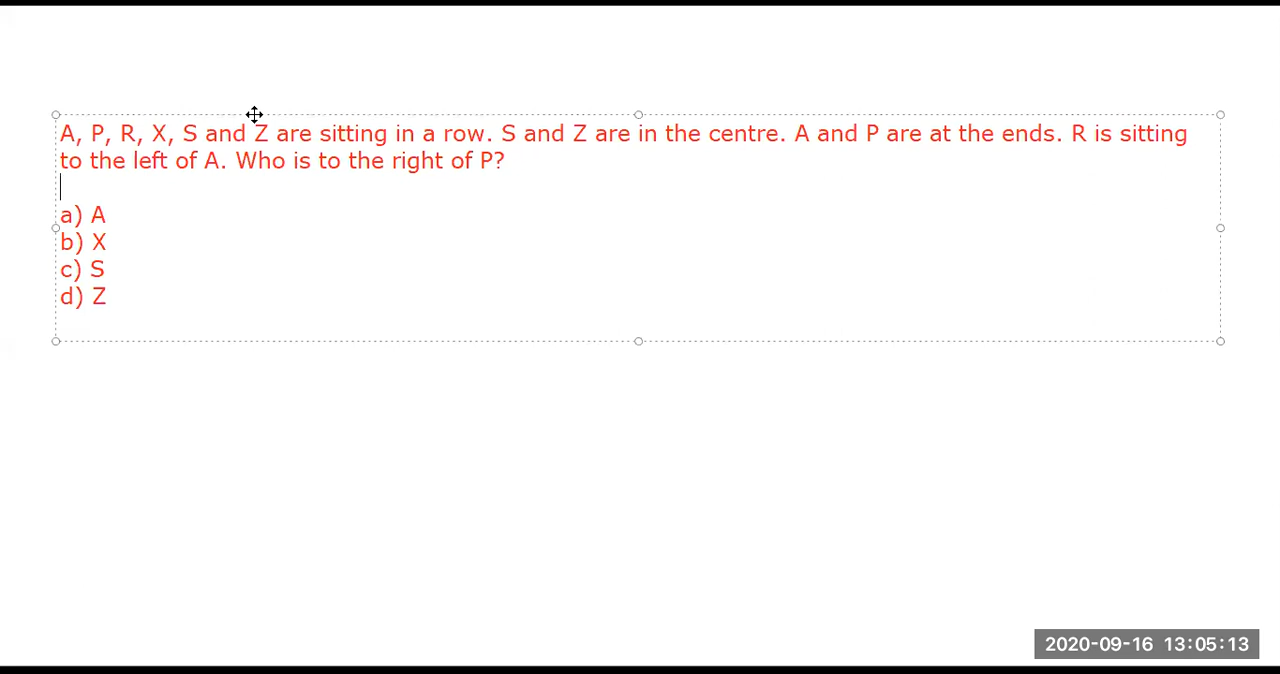 A, P, R, X, S and Z are sitting in a row. S and Z are in the centre. A and P are at the ends. R is sitting
to the left of A. Who is to the right of P?
a) A
b) X
c) S
d) Z
2020-09-16 13:05:13